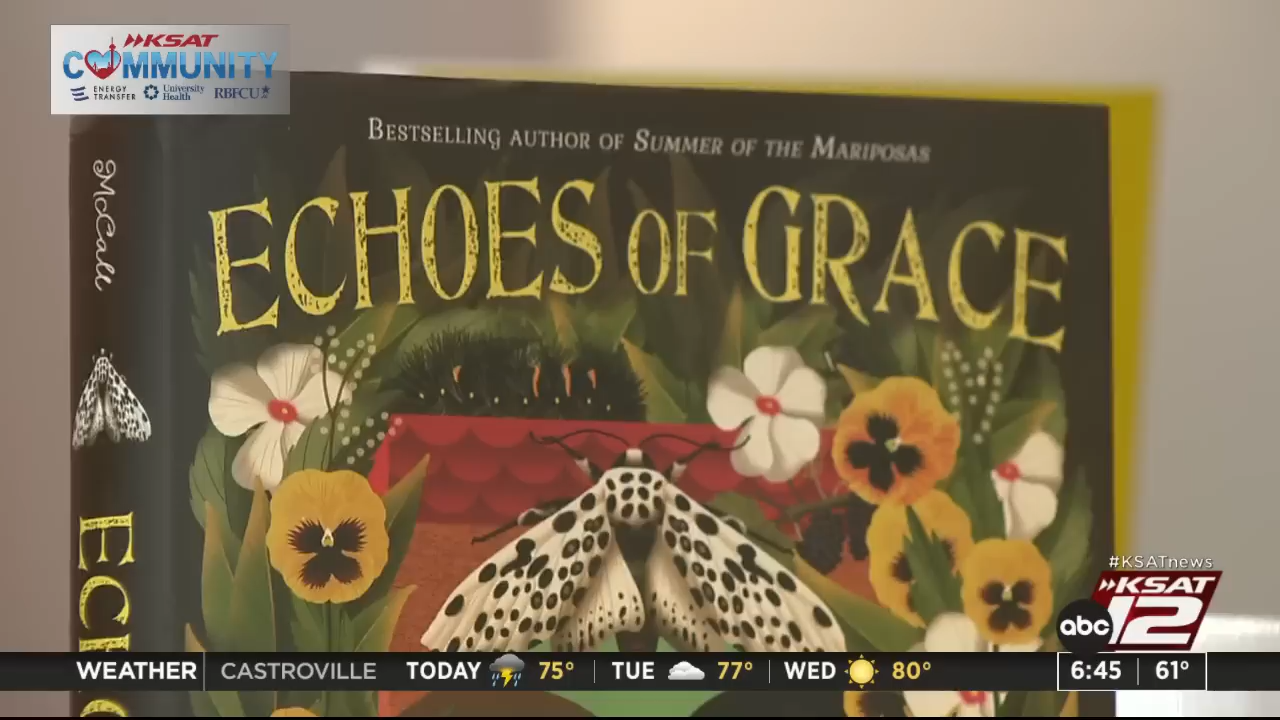 KSAT
COMMUNITY
ENERGY TRANSFER
University Health
RBFCU
BESTSELLING AUTHOR OF SUMMER OF THE MARIPOSAS
ECHOES OF GRACE
McCall
EC
#KSATnews
KSAT
abc 12
WEATHER CASTROVILLE TODAY 75° TUE 77° WED 80° 6:45 61°